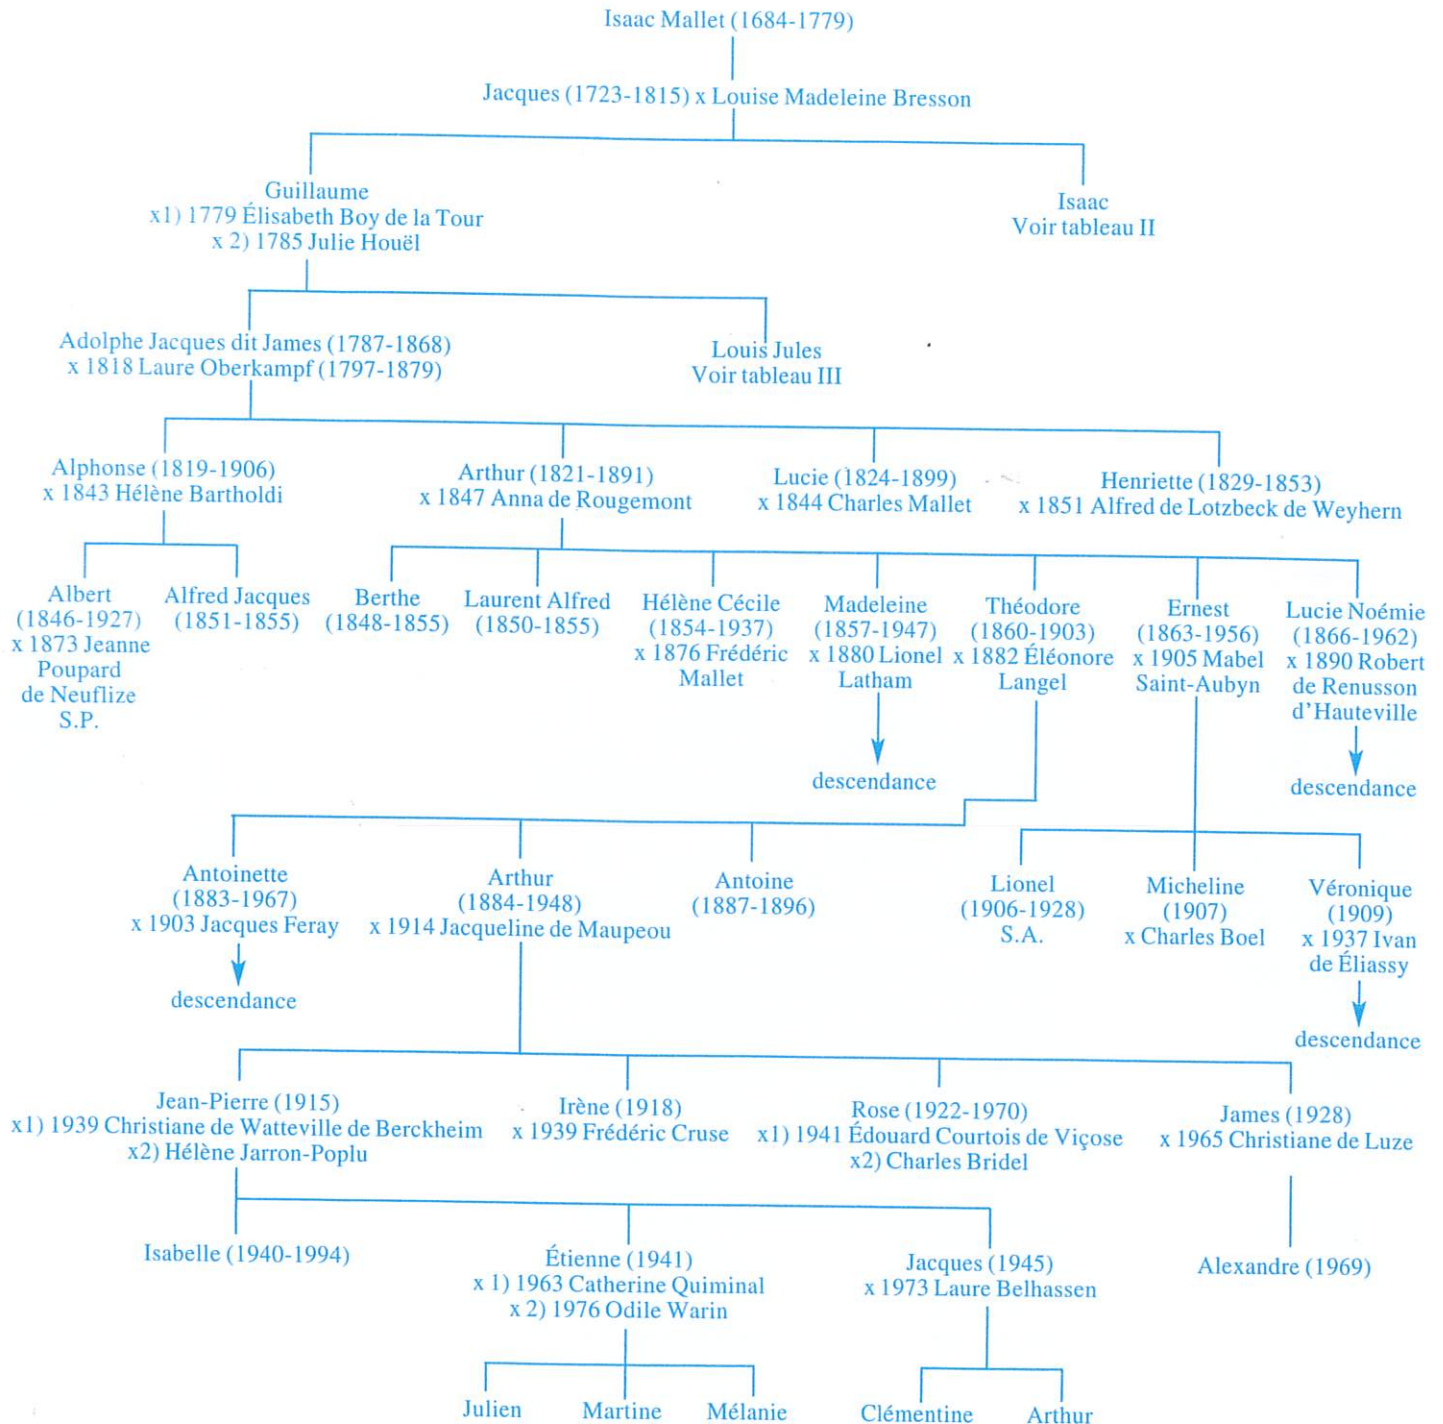 Isaac Mallet (1684-1779)
Jacques (1723-1815) x Louise Madeleine Bresson
Guillaume
x1) 1779 Élisabeth Boy de la Tour
x 2) 1785 Julie Houël
Isaac
Voir tableau II
Adolphe Jacques dit James (1787-1868)
x 1818 Laure Oberkampf (1797-1879)
Louis Jules
Voir tableau III
Alphonse (1819-1906)
x 1843 Hélène Bartholdi
Arthur (1821-1891)
x 1847 Anna de Rougemont
Lucie (1824-1899)
x 1844 Charles Mallet
Henriette (1829-1853)
x 1851 Alfred de Lotzbeck de Weyhern
Albert
(1846-1927)
x 1873 Jeanne
Poupard
de Neuflize
S.P.
Alfred Jacques
(1851-1855)
Berthe
(1848-1855)
Laurent Alfred
(1850-1855)
Hélène Cécile
(1854-1937)
x 1876 Frédéric
Mallet
Madeleine
(1857-1947)
x 1880 Lionel
Latham
descendance
Théodore
(1860-1903)
x 1882 Éléonore
Langel
Ernest
(1863-1956)
x 1905 Mabel
Saint-Aubyn
Lucie Noémie
(1866-1962)
x 1890 Robert
de Renusson
d'Hauteville
descendance
Antoinette
(1883-1967)
x 1903 Jacques Feray
descendance
Arthur
(1884-1948)
x 1914 Jacqueline de Maupeou
Antoine
(1887-1896)
Lionel
(1906-1928)
S.A.
Micheline
(1907)
x Charles Boel
Véronique
(1909)
x 1937 Ivan
de Éliassy
descendance
Jean-Pierre (1915)
x1) 1939 Christiane de Watteville de Berckheim
x2) Hélène Jarron-Poplu
Irène (1918)
x 1939 Frédéric Cruse
Rose (1922-1970)
x1) 1941 Édouard Courtois de Viçose
x2) Charles Bridel
James (1928)
x 1965 Christiane de Luze
Isabelle (1940-1994)
Étienne (1941)
x 1) 1963 Catherine Quiminal
x 2) 1976 Odile Warin
Jacques (1945)
x 1973 Laure Belhassen
Alexandre (1969)
Julien
Martine
Mélanie
Clémentine
Arthur